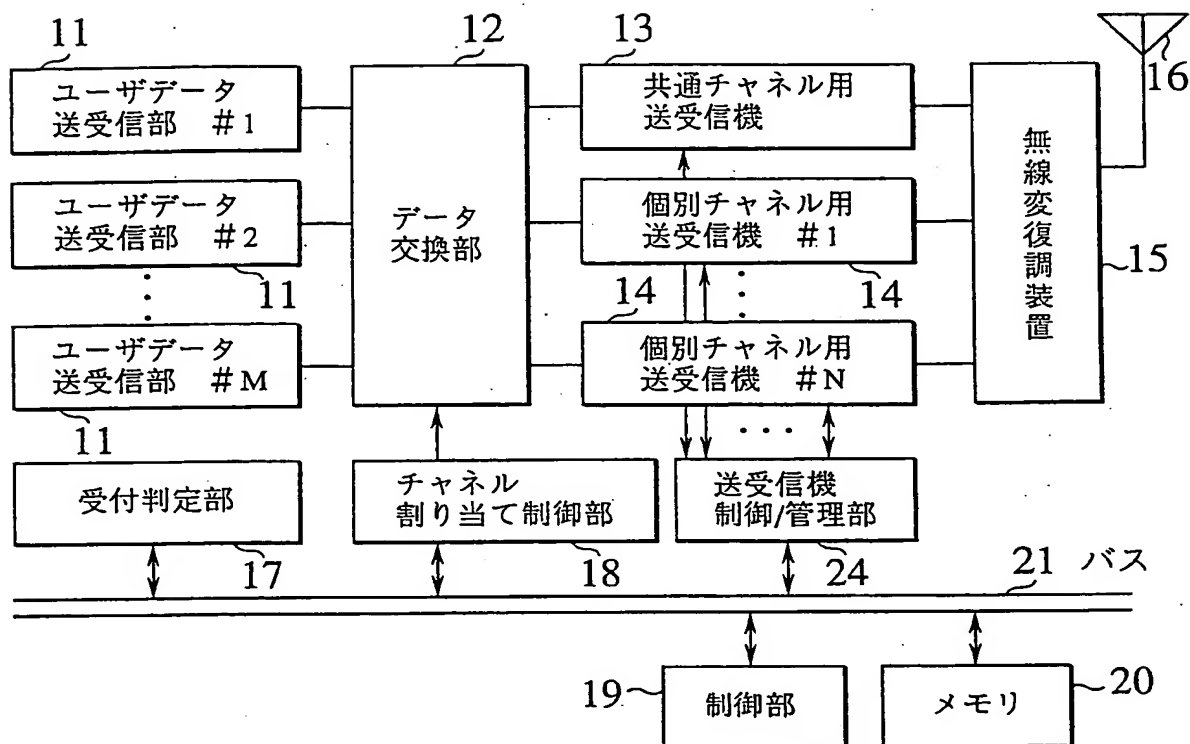 11
12
13
16
ユーザデータ
送受信部 #1
共通チャネル用
送受信機
ユーザデータ
送受信部 #2
11
データ
交換部
個別チャネル用
送受信機 #1
14
無線変復調装置
15
ユーザデータ
送受信部 #M
11
14
個別チャネル用
送受信機 #N
受付判定部
17
チャネル
割り当て制御部
18
送受信機
制御/管理部
24
21 バス
19
制御部
メモリ
20